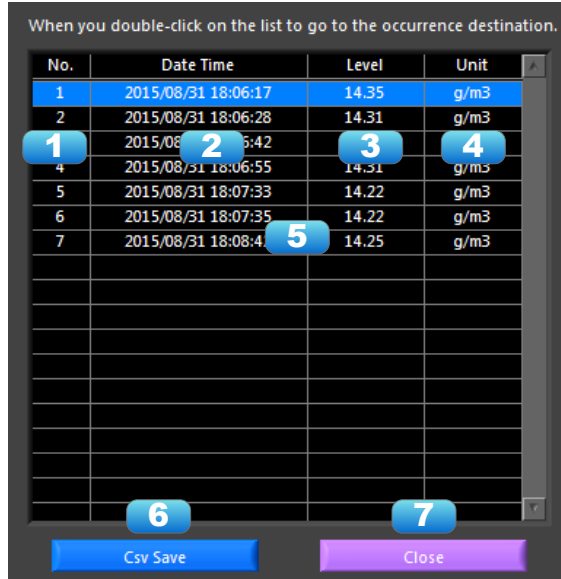 When you double-click on the list to go to the occurrence destination.
No. Date Time Level Unit
1 2015/08/31 18:06:17 14.35 g/m3
2 2015/08/31 18:06:28 14.31 g/m3
1 2 3 4
4 2015/08/31 18:06:55 14.31 g/m3
5 2015/08/31 18:07:33 14.22 g/m3
6 2015/08/31 18:07:35 14.22 g/m3
5
7 2015/08/31 14.25 g/m3
6 7
Csv Save Close